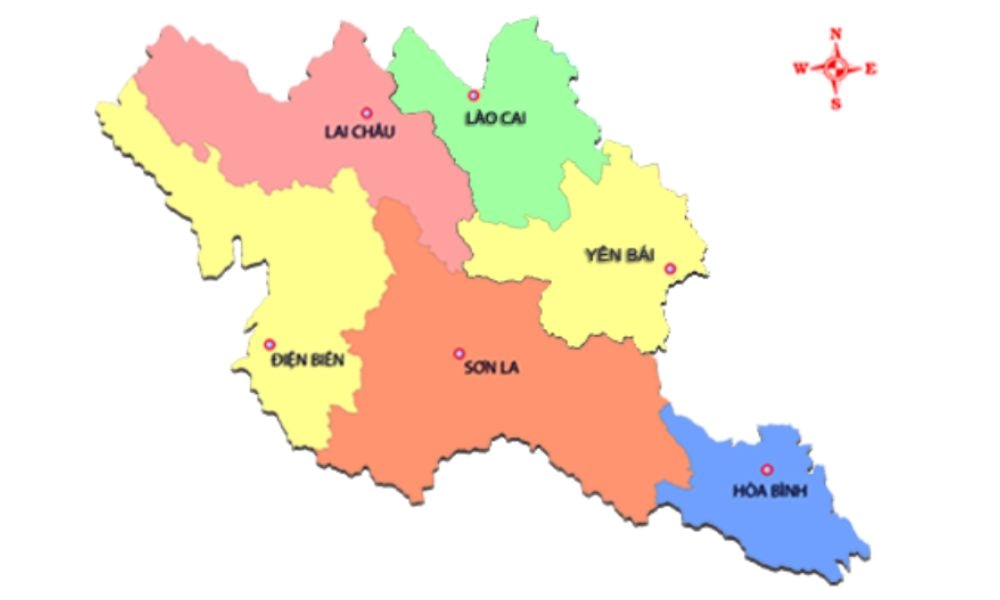 N
W E
S
LAI CHÂU
LÀO CAI
YÊN BÁI
ĐIỆN BIÊN
SƠN LA
HÒA BÌNH